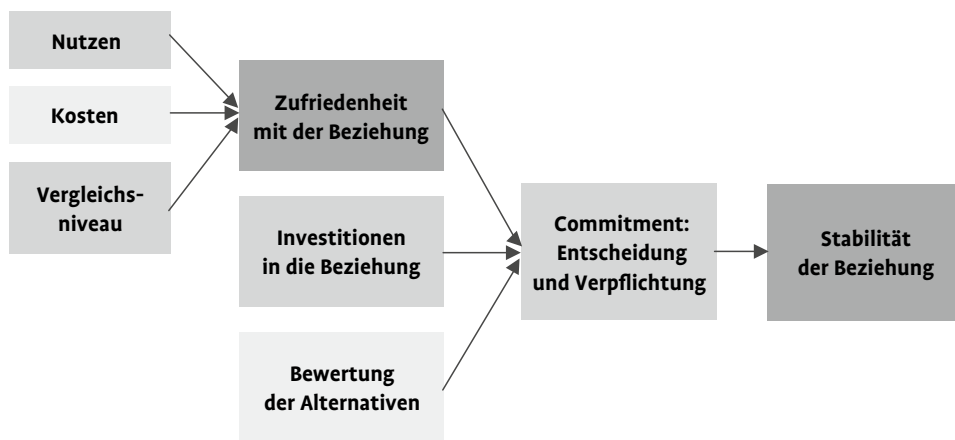 Nutzen
Kosten
Vergleichs-
niveau
Zufriedenheit
mit der Beziehung
Investitionen
in die Beziehung
Bewertung
der Alternativen
Commitment:
Entscheidung
und Verpflichtung
Stabilität
der Beziehung